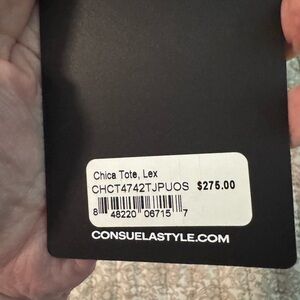 Chica Tote, Lex
CHCT4742TJPUOS $275.00
8 48220 06715 7
CONSUELASTYLE.COM